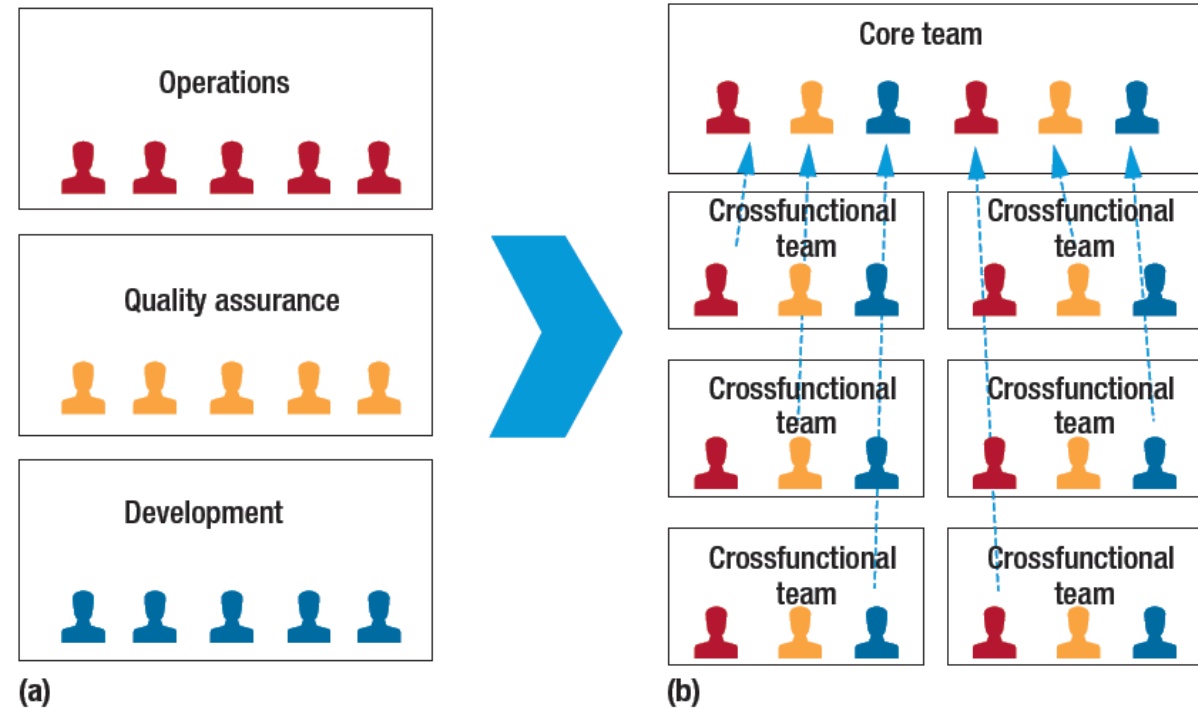 Operations
Quality assurance
Development
(a)
Core team
Crossfunctional
team
Crossfunctional
team
Crossfunctional
team
Crossfunctional
team
Crossfunctional
team
Crossfunctional
team
(b)